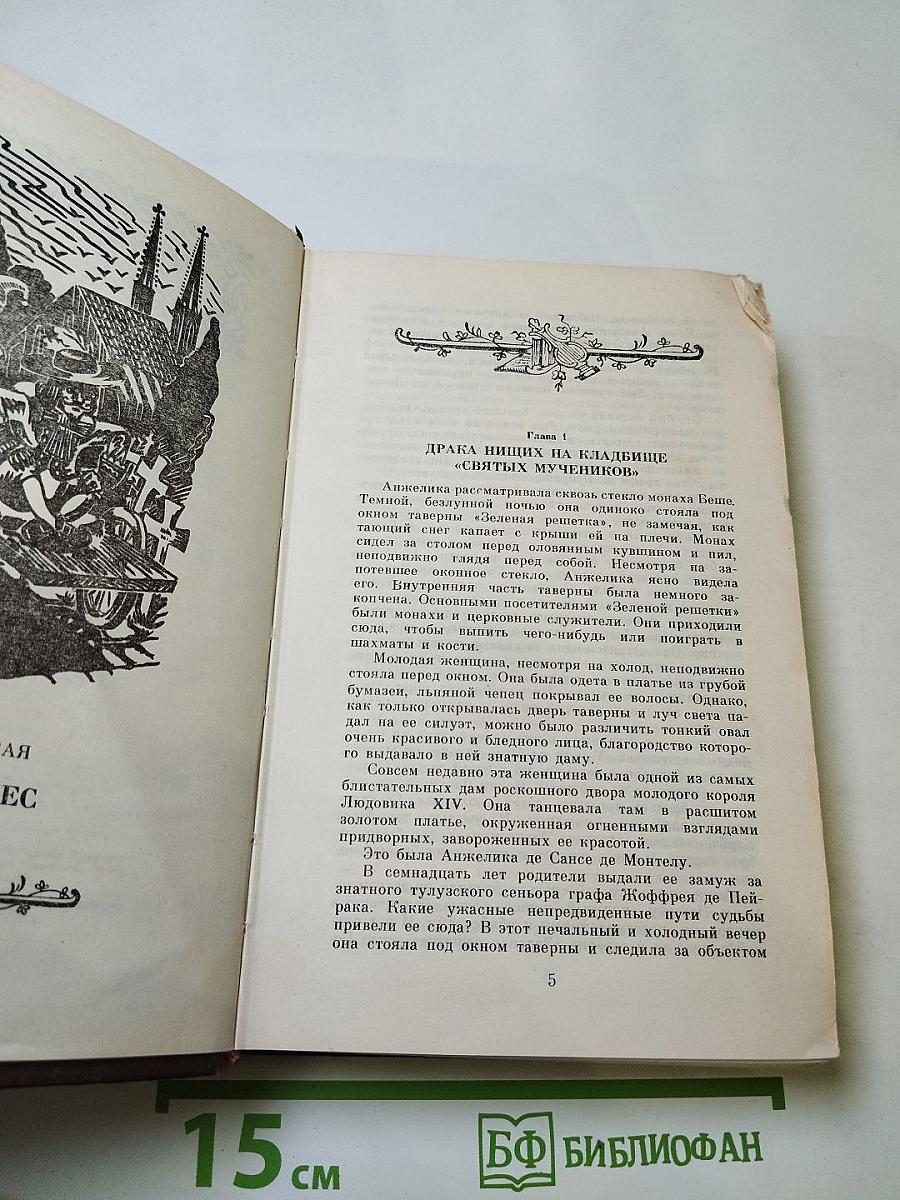 АЯ
ЕС
Глава 1
ДРАКА НИЩИХ НА КЛАДБИЩЕ
«СВЯТЫХ МУЧЕНИКОВ»
Анжелика рассматривала сквозь стекло монаха Беше.
Темной, безлунной ночью она одиноко стояла под
окном таверны «Зеленая решетка», не замечая, как
тающий снег капает с крыши ей на плечи. Монах
сидел за столом перед оловянным кувшином и пил,
неподвижно глядя перед собой. Несмотря на за-
потевшее оконное стекло, Анжелика ясно видела
его. Внутренняя часть таверны была немного за-
копчена. Основными посетителями «Зеленой решетки»
были монахи и церковные служители. Они приходили
сюда, чтобы выпить чего-нибудь или поиграть в
шахматы и кости.
Молодая женщина, несмотря на холод, неподвижно
стояла перед окном. Она была одета в платье из грубой
бумазеи, льняной чепец покрывал ее волосы. Однако,
как только открывалась дверь таверны и луч света па-
дал на ее силуэт, можно было различить тонкий овал
очень красивого и бледного лица, благородство которо-
го выдавало в ней знатную даму.
Совсем недавно эта женщина была одной из самых
блистательных дам роскошного двора молодого короля
Людовика XIV. Она танцевала там в расшитом
золотом платье, окруженная огненными взглядами
придворных, завороженных ее красотой.
Это была Анжелика де Сансе де Монтелу.
В семнадцать лет родители выдали ее замуж за
знатного тулузского сеньора графа Жоффрея де Пей-
рака. Какие ужасные непредвиденные пути судьбы
привели ее сюда? В этот печальный и холодный вечер
она стояла под окном таверны и следила за объектом
5
15 см
БФ БИБЛИОФАН